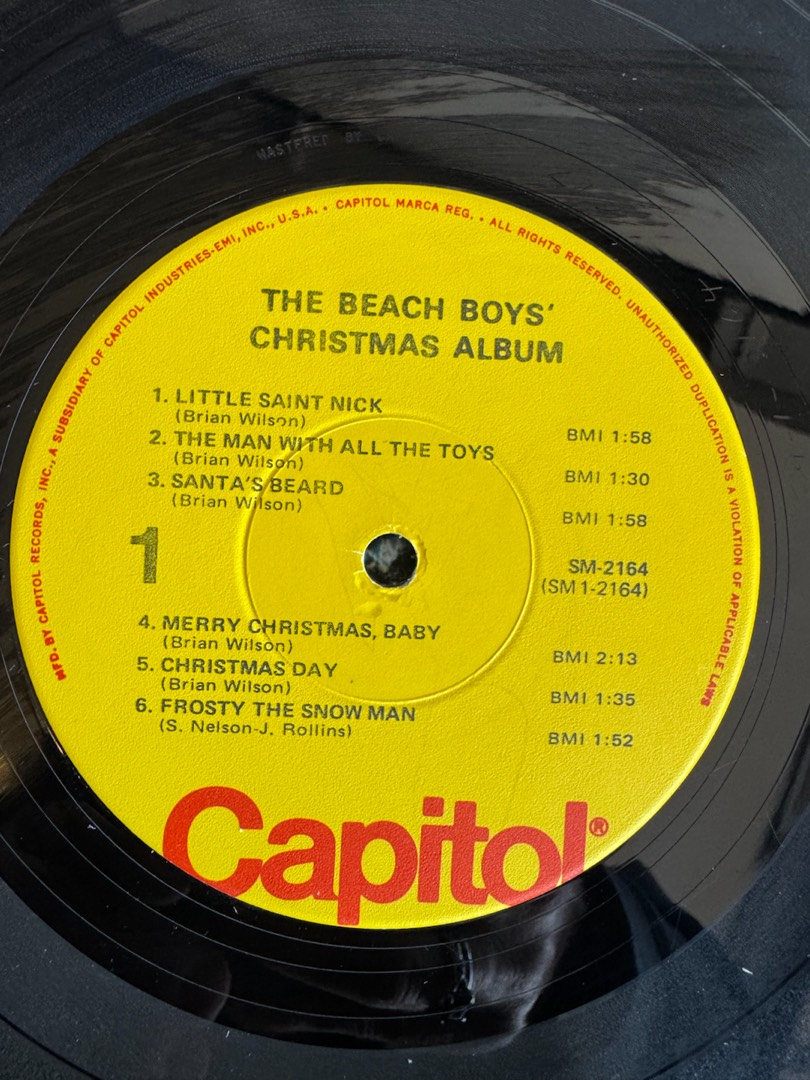 MASTERED BY
MFD. BY CAPITOL RECORDS, INC., A SUBSIDIARY OF CAPITOL INDUSTRIES-EMI, INC., U.S.A. • CAPITOL MARCA REG. • ALL RIGHTS RESERVED. UNAUTHORIZED DUPLICATION IS A VIOLATION OF APPLICABLE LAWS
THE BEACH BOYS'
CHRISTMAS ALBUM
1. LITTLE SAINT NICK
(Brian Wilson) BMI 1:58
2. THE MAN WITH ALL THE TOYS
(Brian Wilson) BMI 1:30
3. SANTA'S BEARD
(Brian Wilson) BMI 1:58
1
SM-2164
(SM1-2164)
4. MERRY CHRISTMAS, BABY
(Brian Wilson) BMI 2:13
5. CHRISTMAS DAY
(Brian Wilson) BMI 1:35
6. FROSTY THE SNOW MAN
(S. Nelson-J. Rollins) BMI 1:52
Capitol®